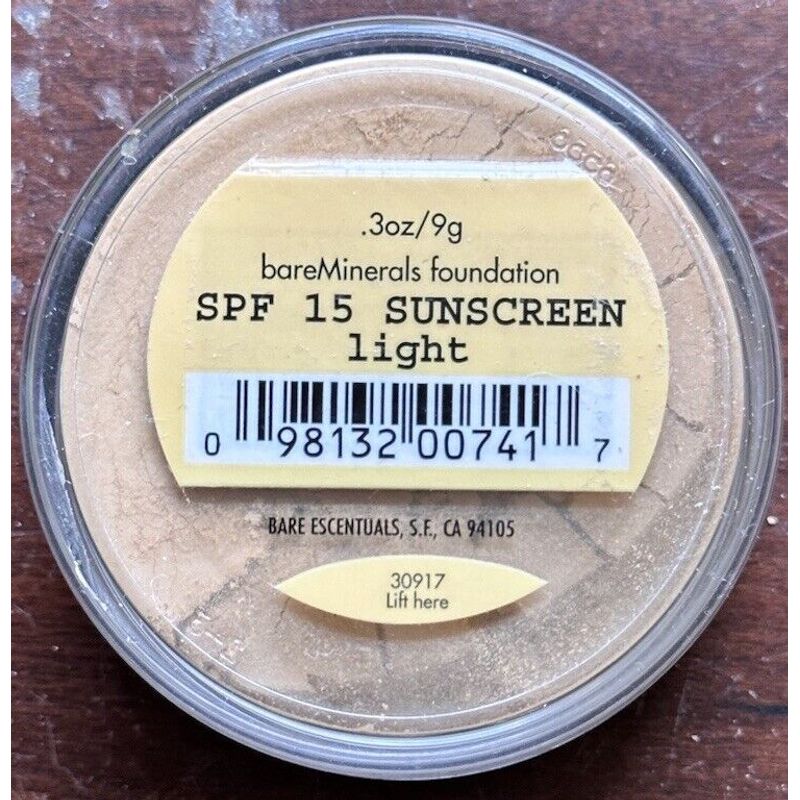 .3oz/9g
bareMinerals foundation
SPF 15 SUNSCREEN
light
0 98132 00741 7
BARE ESCENTUALS, S.F., CA 94105
30917
Lift here